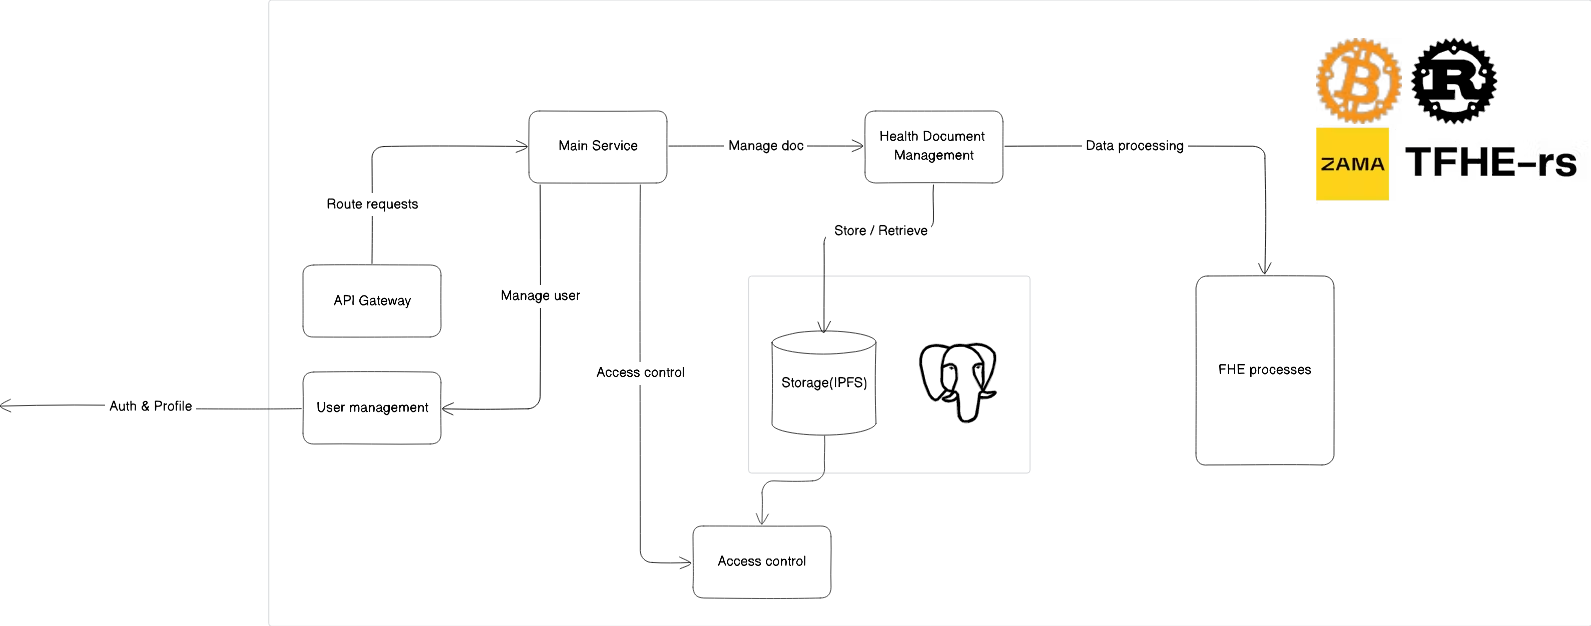 Main Service
Manage doc
Health Document
Management
Data processing
ZAMA
TFHE-rs
R
Route requests
Store / Retrieve
API Gateway
Manage user
Access control
Storage(IPFS)
FHE processes
Auth & Profile
User management
Access control